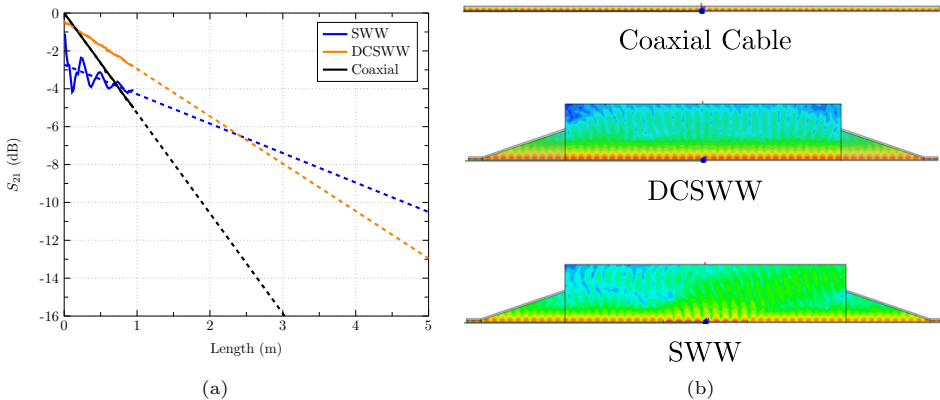 0
-2
-4
-6
-8
-10
-12
-14
-16
0
1
2
3
4
5
S21 (dB)
Length (m)
SWW
DCSWW
Coaxial
(a)
Coaxial Cable
DCSWW
SWW
(b)